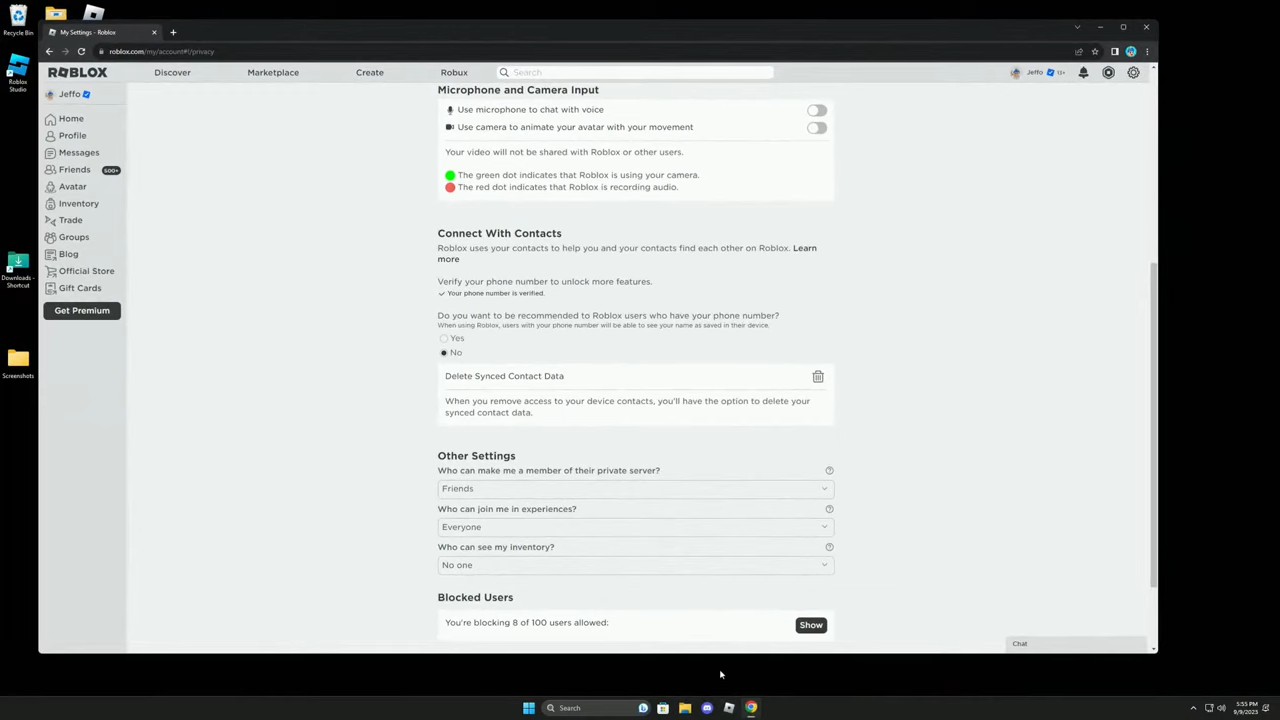 Recycle Bin
Roblox Studio
Downloads - Shortcut
Screenshots
My Settings - Roblox
roblox.com/my/account#!/privacy
ROBLOX
Discover
Marketplace
Create
Robux
Search
Jeffo
13+
Jeffo
Home
Profile
Messages
Friends
500+
Avatar
Inventory
Trade
Groups
Blog
Official Store
Gift Cards
Get Premium
Microphone and Camera Input
Use microphone to chat with voice
Use camera to animate your avatar with your movement
Your video will not be shared with Roblox or other users.
The green dot indicates that Roblox is using your camera.
The red dot indicates that Roblox is recording audio.
Connect With Contacts
Roblox uses your contacts to help you and your contacts find each other on Roblox. Learn
more
Verify your phone number to unlock more features.
Your phone number is verified.
Do you want to be recommended to Roblox users who have your phone number?
When using Roblox, users with your phone number will be able to see your name as saved in their device.
Yes
No
Delete Synced Contact Data
When you remove access to your device contacts, you'll have the option to delete your
synced contact data.
Other Settings
Who can make me a member of their private server?
Friends
Who can join me in experiences?
Everyone
Who can see my inventory?
No one
Blocked Users
You're blocking 8 of 100 users allowed:
Show
Chat
Search
5:55 PM
9/9/2023